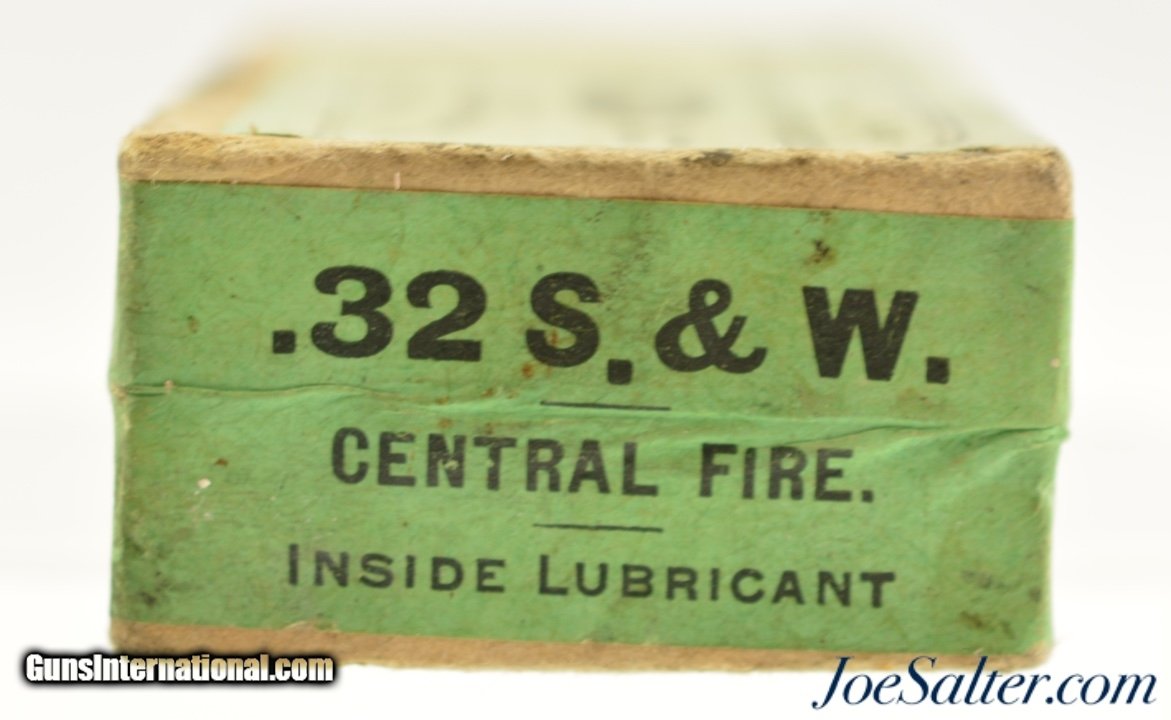 .32 S. & W.
CENTRAL FIRE.
INSIDE LUBRICANT
GunsInternational.com
JoeSalter.com